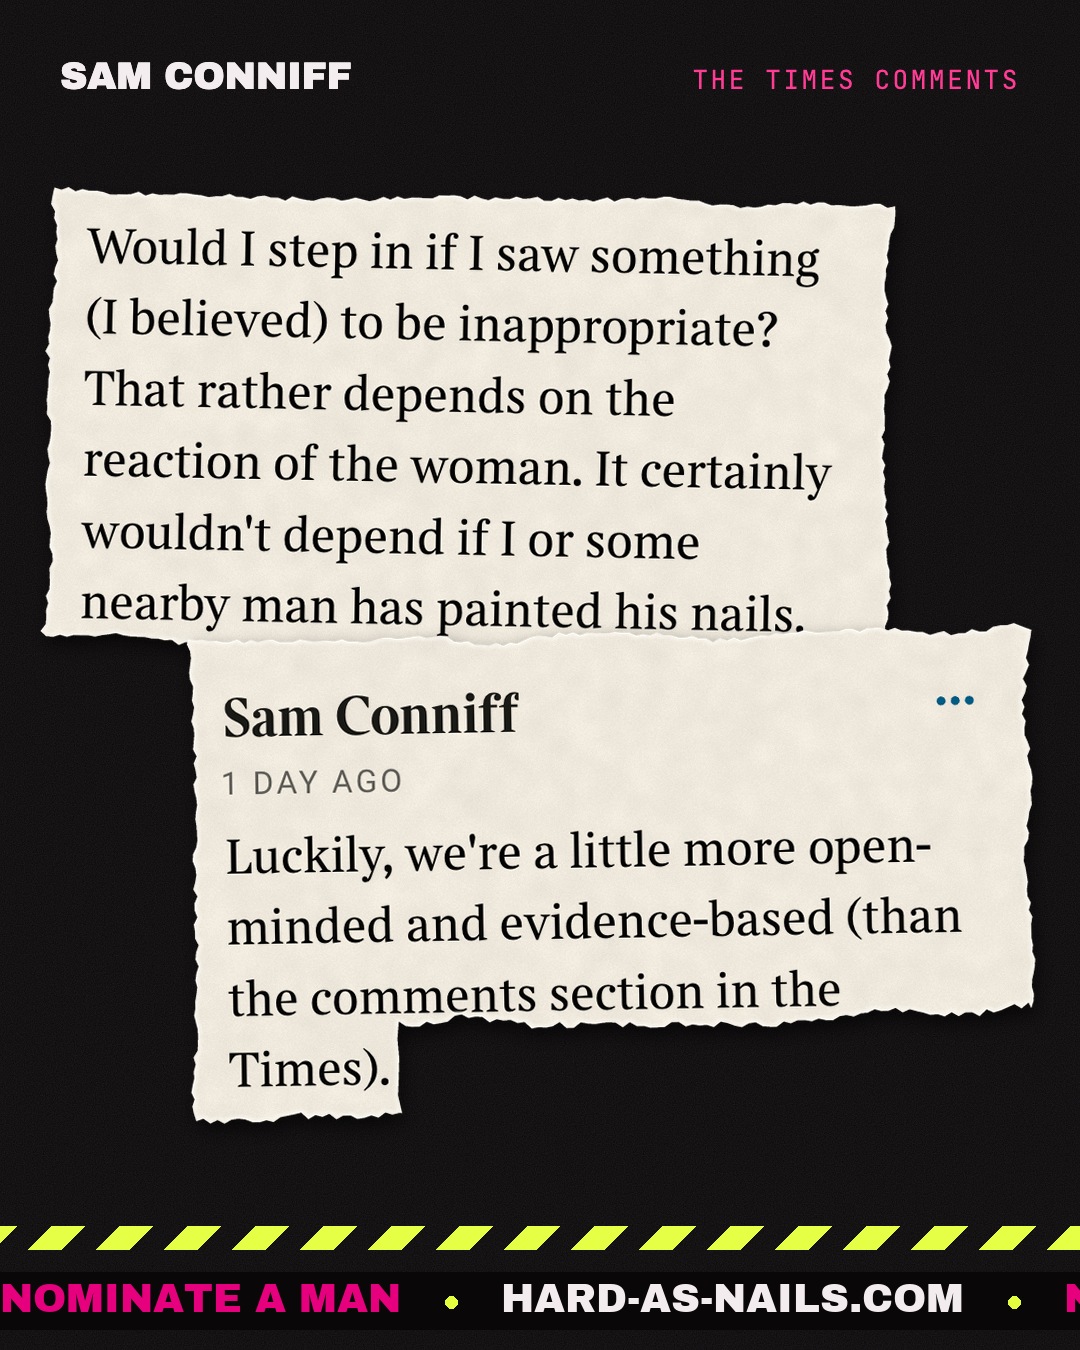 SAM CONNIFF
THE TIMES COMMENTS
Would I step in if I saw something
(I believed) to be inappropriate?
That rather depends on the
reaction of the woman. It certainly
wouldn't depend if I or some
nearby man has painted his nails.
Sam Conniff
1 DAY AGO
Luckily, we're a little more open-
minded and evidence-based (than
the comments section in the
Times).
NOMINATE A MAN • HARD-AS-NAILS.COM • N